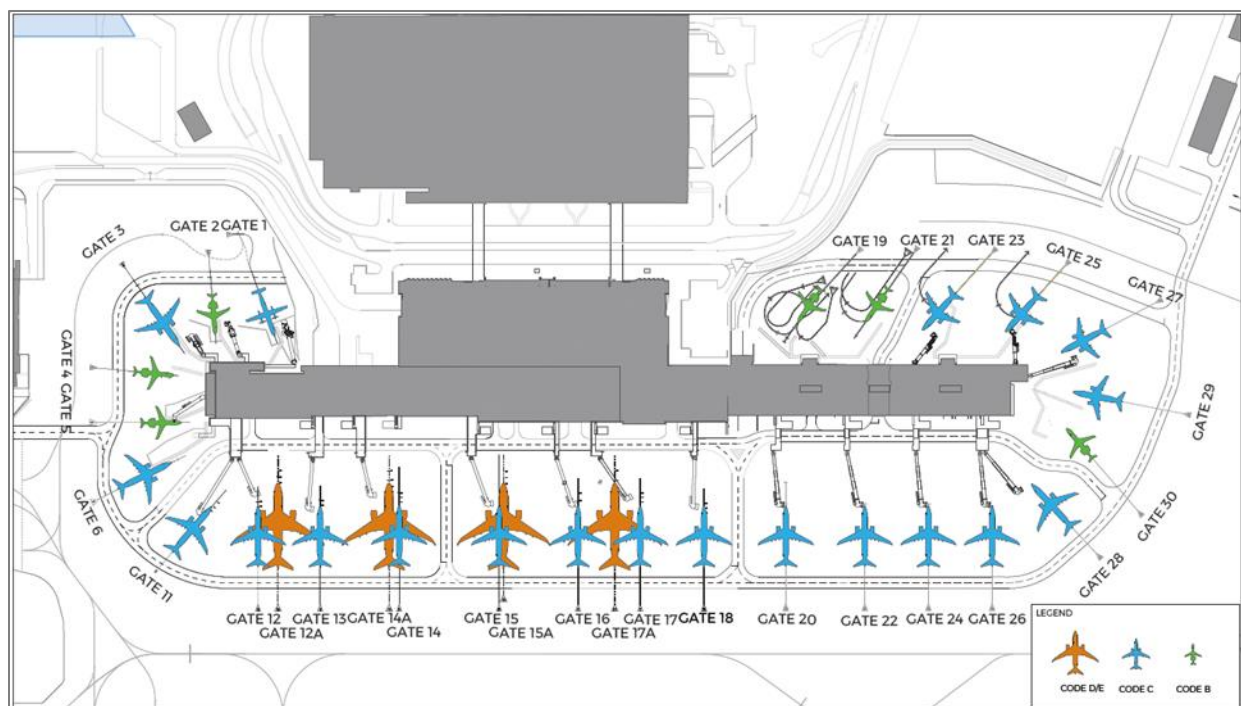 GATE 3
GATE 2
GATE 1
GATE 19
GATE 21
GATE 23
GATE 25
GATE 27
GATE 4
GATE 5
GATE 29
GATE 6
GATE 30
GATE 11
GATE 28
GATE 12
GATE 13
GATE 14A
GATE 15
GATE 16
GATE 17
GATE 18
GATE 20
GATE 22
GATE 24
GATE 26
GATE 12A
GATE 14
GATE 15A
GATE 17A
LEGEND
CODE D/E
CODE C
CODE B